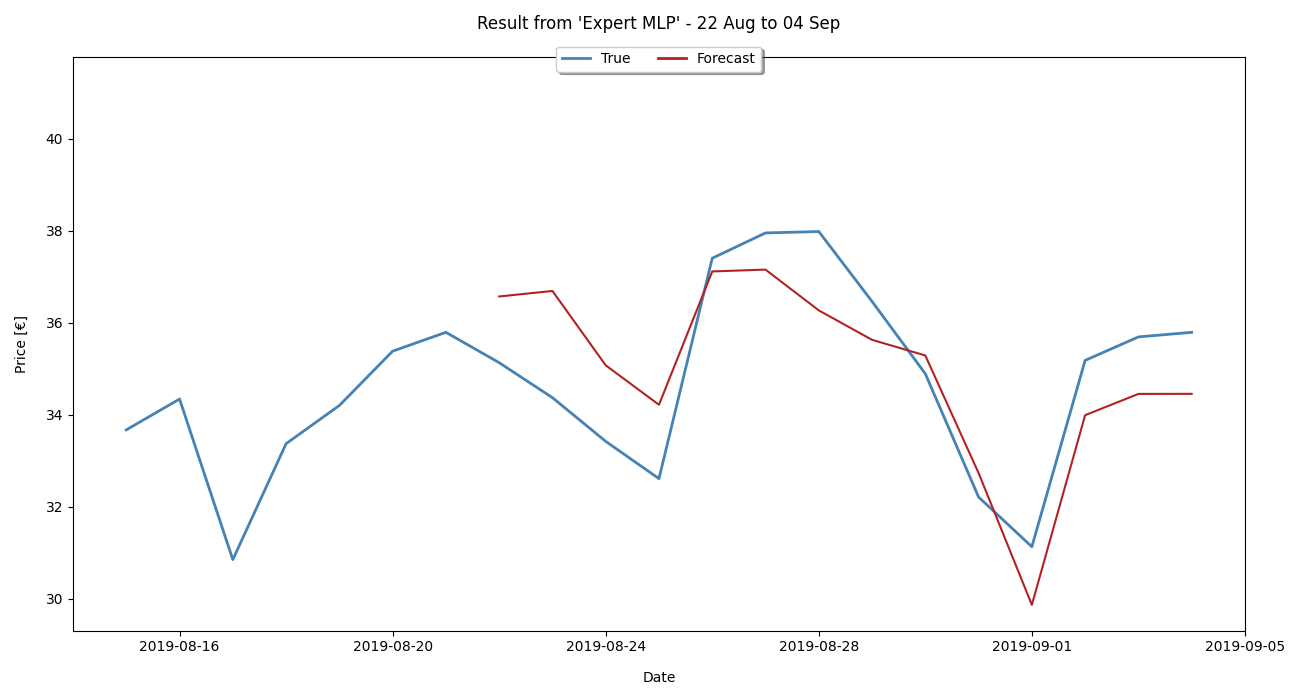 Result from 'Expert MLP' - 22 Aug to 04 Sep
True Forecast
40
38
36
34
32
30
Price [€]
2019-08-16 2019-08-20 2019-08-24 2019-08-28 2019-09-01 2019-09-05
Date